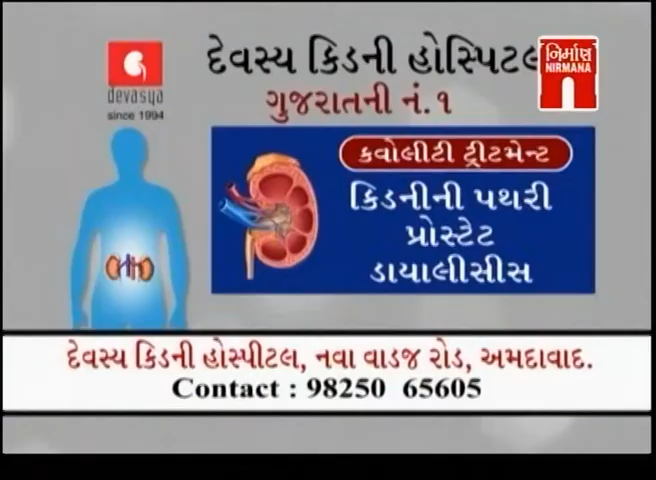 દેવસ્ય કિડની હોસ્પિટલ
નિર્માણ
NIRMANA
devasya
since 1994
ગુજરાતની નં. ૧
કવોલીટી ટ્રીટમેન્ટ
કિડનીની પથરી
પ્રોસ્ટેટ
ડાયાલીસીસ
દેવસ્ય કિડની હોસ્પીટલ, નવા વાડજ રોડ, અમદાવાદ.
Contact : 98250 65605